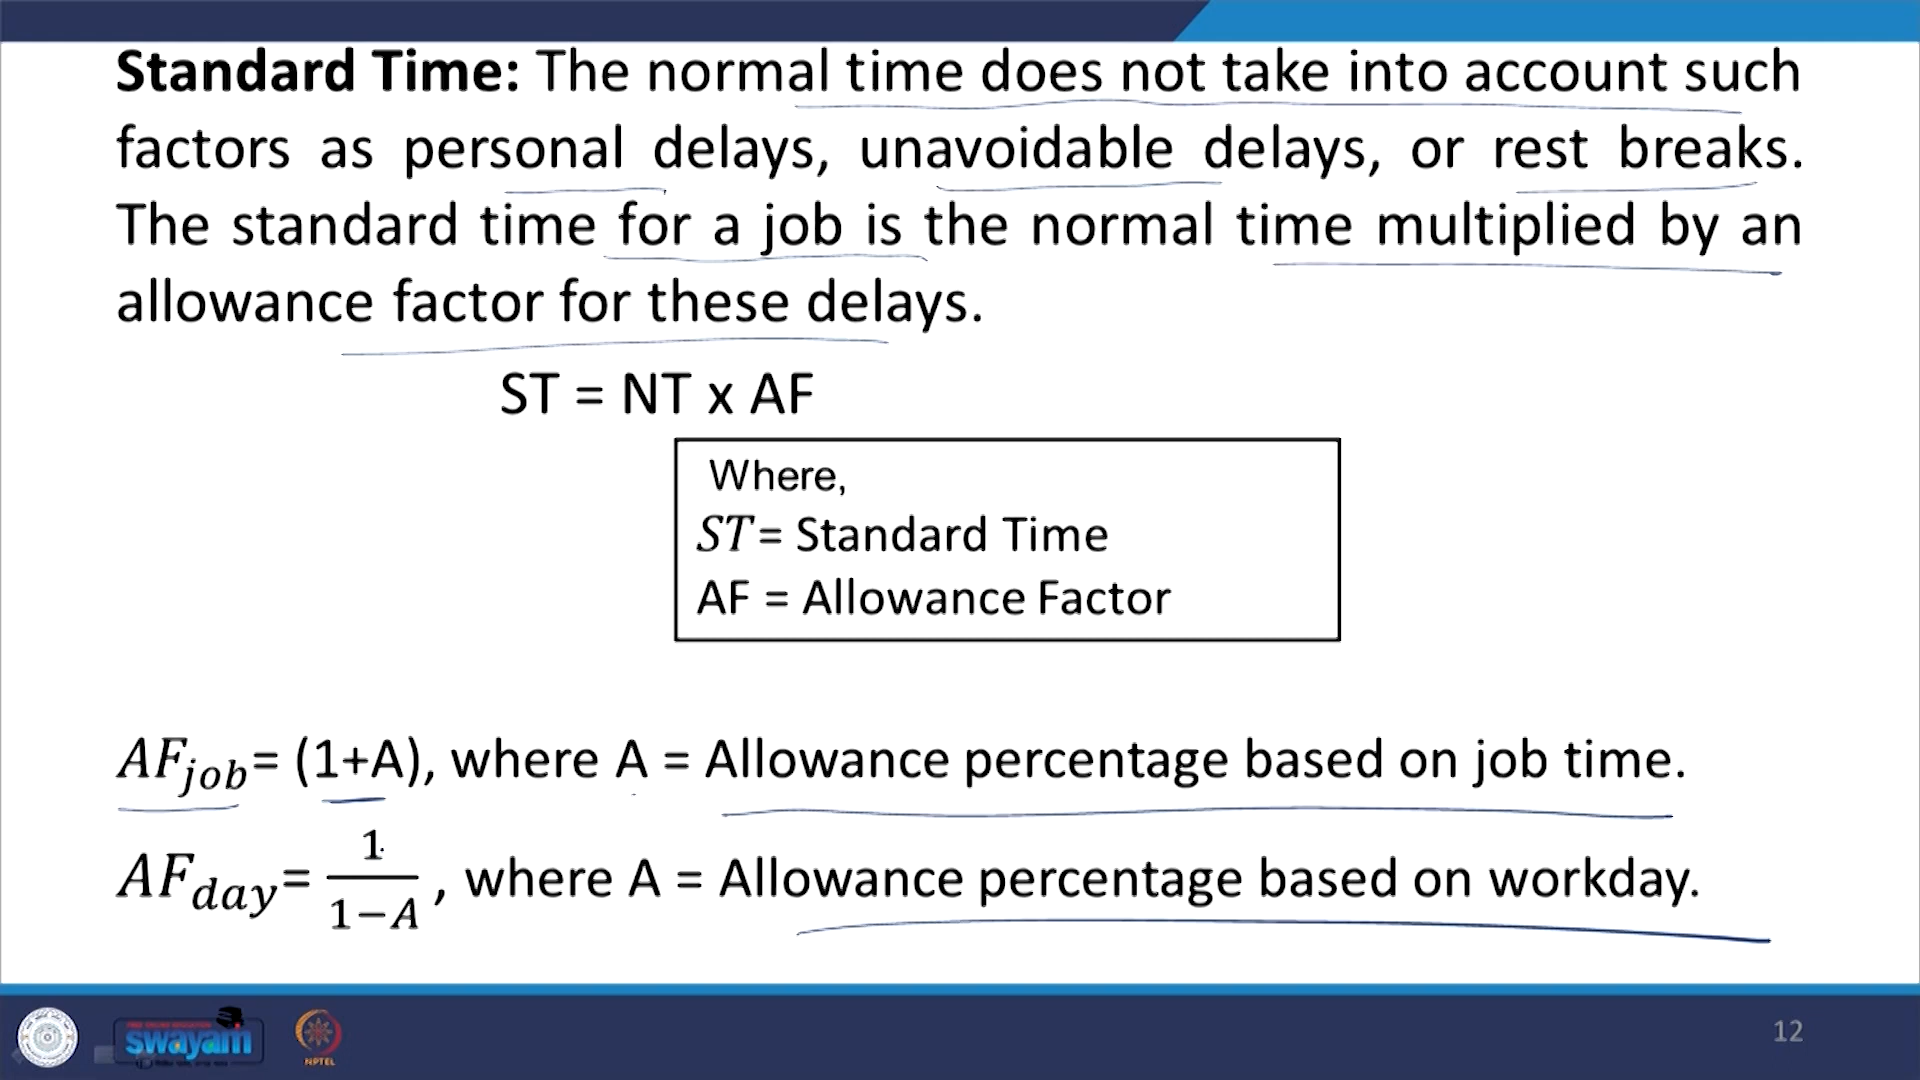 Standard Time: The normal time does not take into account such
factors as personal delays, unavoidable delays, or rest breaks.
The standard time for a job is the normal time multiplied by an
allowance factor for these delays.
ST = NT x AF
Where,
ST= Standard Time
AF = Allowance Factor
AF_job= (1+A), where A = Allowance percentage based on job time.
AF_day= 1/(1−A) , where A = Allowance percentage based on workday.
swayam
NPTEL
12